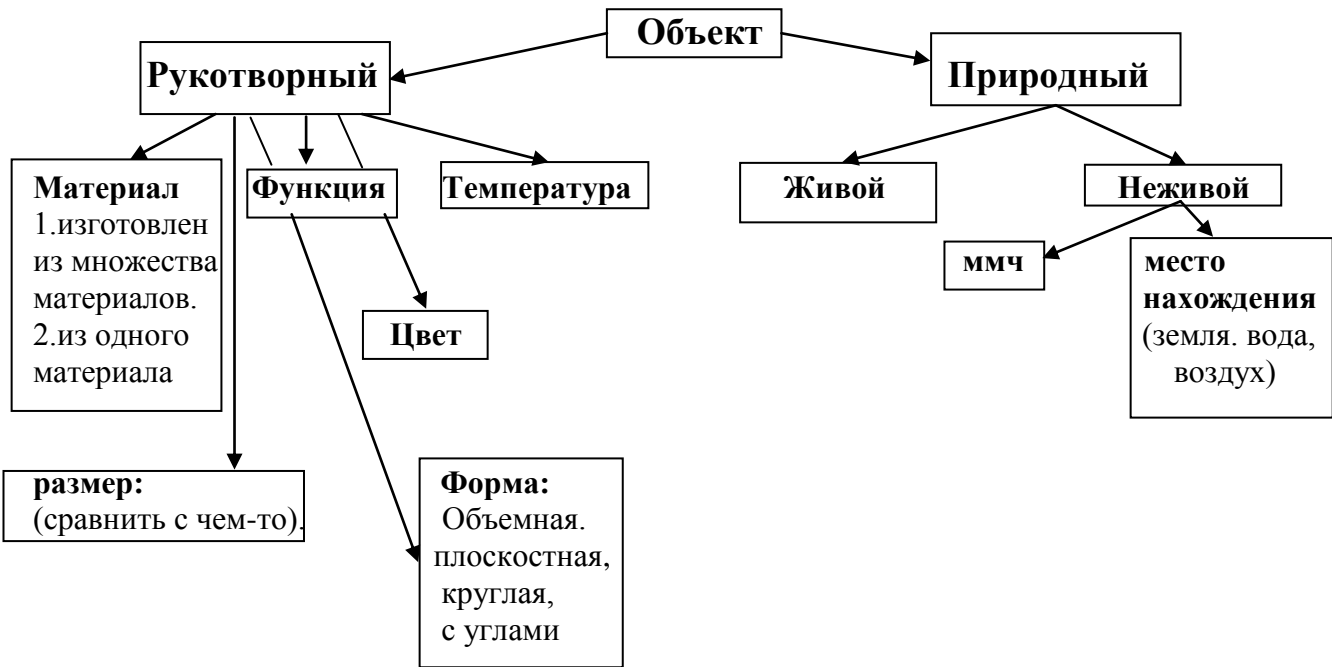 Объект
Рукотворный
Природный
Материал
1.изготовлен
из множества
материалов.
2.из одного
материала
Функция
Температура
Живой
Неживой
ммч
место
нахождения
(земля. вода,
воздух)
Цвет
размер:
(сравнить с чем-то).
Форма:
Объемная.
плоскостная,
круглая,
с углами